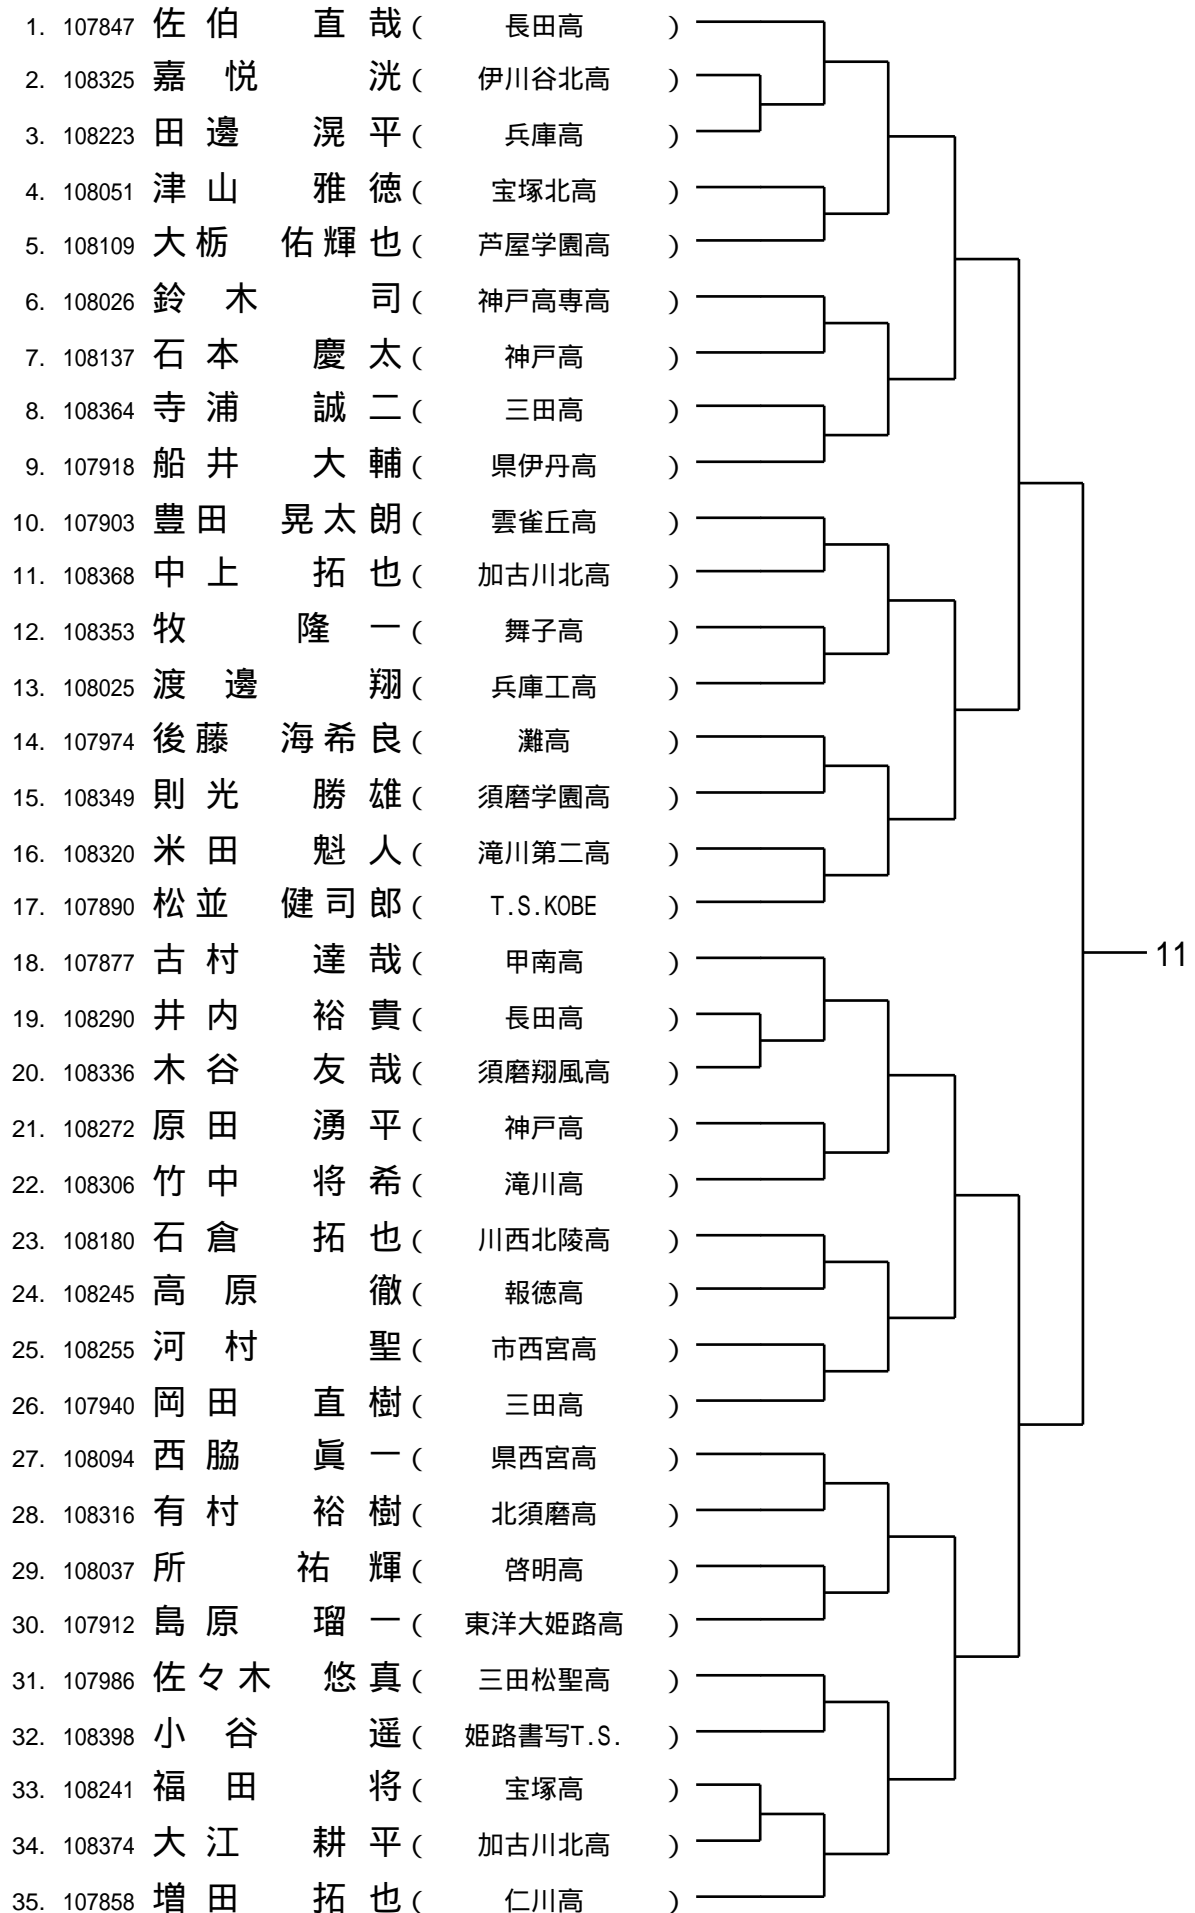 1. 107847 佐伯 直哉 ( 長田高 )
2. 108325 嘉悦 洸 ( 伊川谷北高 )
3. 108223 田邊 滉平 ( 兵庫高 )
4. 108051 津山 雅徳 ( 宝塚北高 )
5. 108109 大栃 佑輝也 ( 芦屋学園高 )
6. 108026 鈴木 司 ( 神戸高専高 )
7. 108137 石本 慶太 ( 神戸高 )
8. 108364 寺浦 誠二 ( 三田高 )
9. 107918 船井 大輔 ( 県伊丹高 )
10. 107903 豊田 晃太朗 ( 雲雀丘高 )
11. 108368 中上 拓也 ( 加古川北高 )
12. 108353 牧 隆一 ( 舞子高 )
13. 108025 渡邊 翔 ( 兵庫工高 )
14. 107974 後藤 海希良 ( 灘高 )
15. 108349 則光 勝雄 ( 須磨学園高 )
16. 108320 米田 魁人 ( 滝川第二高 )
17. 107890 松並 健司郎 ( T.S.KOBE )
18. 107877 古村 達哉 ( 甲南高 )
11
19. 108290 井内 裕貴 ( 長田高 )
20. 108336 木谷 友哉 ( 須磨翔風高 )
21. 108272 原田 湧平 ( 神戸高 )
22. 108306 竹中 将希 ( 滝川高 )
23. 108180 石倉 拓也 ( 川西北陵高 )
24. 108245 高原 徹 ( 報徳高 )
25. 108255 河村 聖 ( 市西宮高 )
26. 107940 岡田 直樹 ( 三田高 )
27. 108094 西脇 眞一 ( 県西宮高 )
28. 108316 有村 裕樹 ( 北須磨高 )
29. 108037 所 祐輝 ( 啓明高 )
30. 107912 島原 瑠一 ( 東洋大姫路高 )
31. 107986 佐々木 悠真 ( 三田松聖高 )
32. 108398 小谷 遥 ( 姫路書写T.S. )
33. 108241 福田 将 ( 宝塚高 )
34. 108374 大江 耕平 ( 加古川北高 )
35. 107858 増田 拓也 ( 仁川高 )